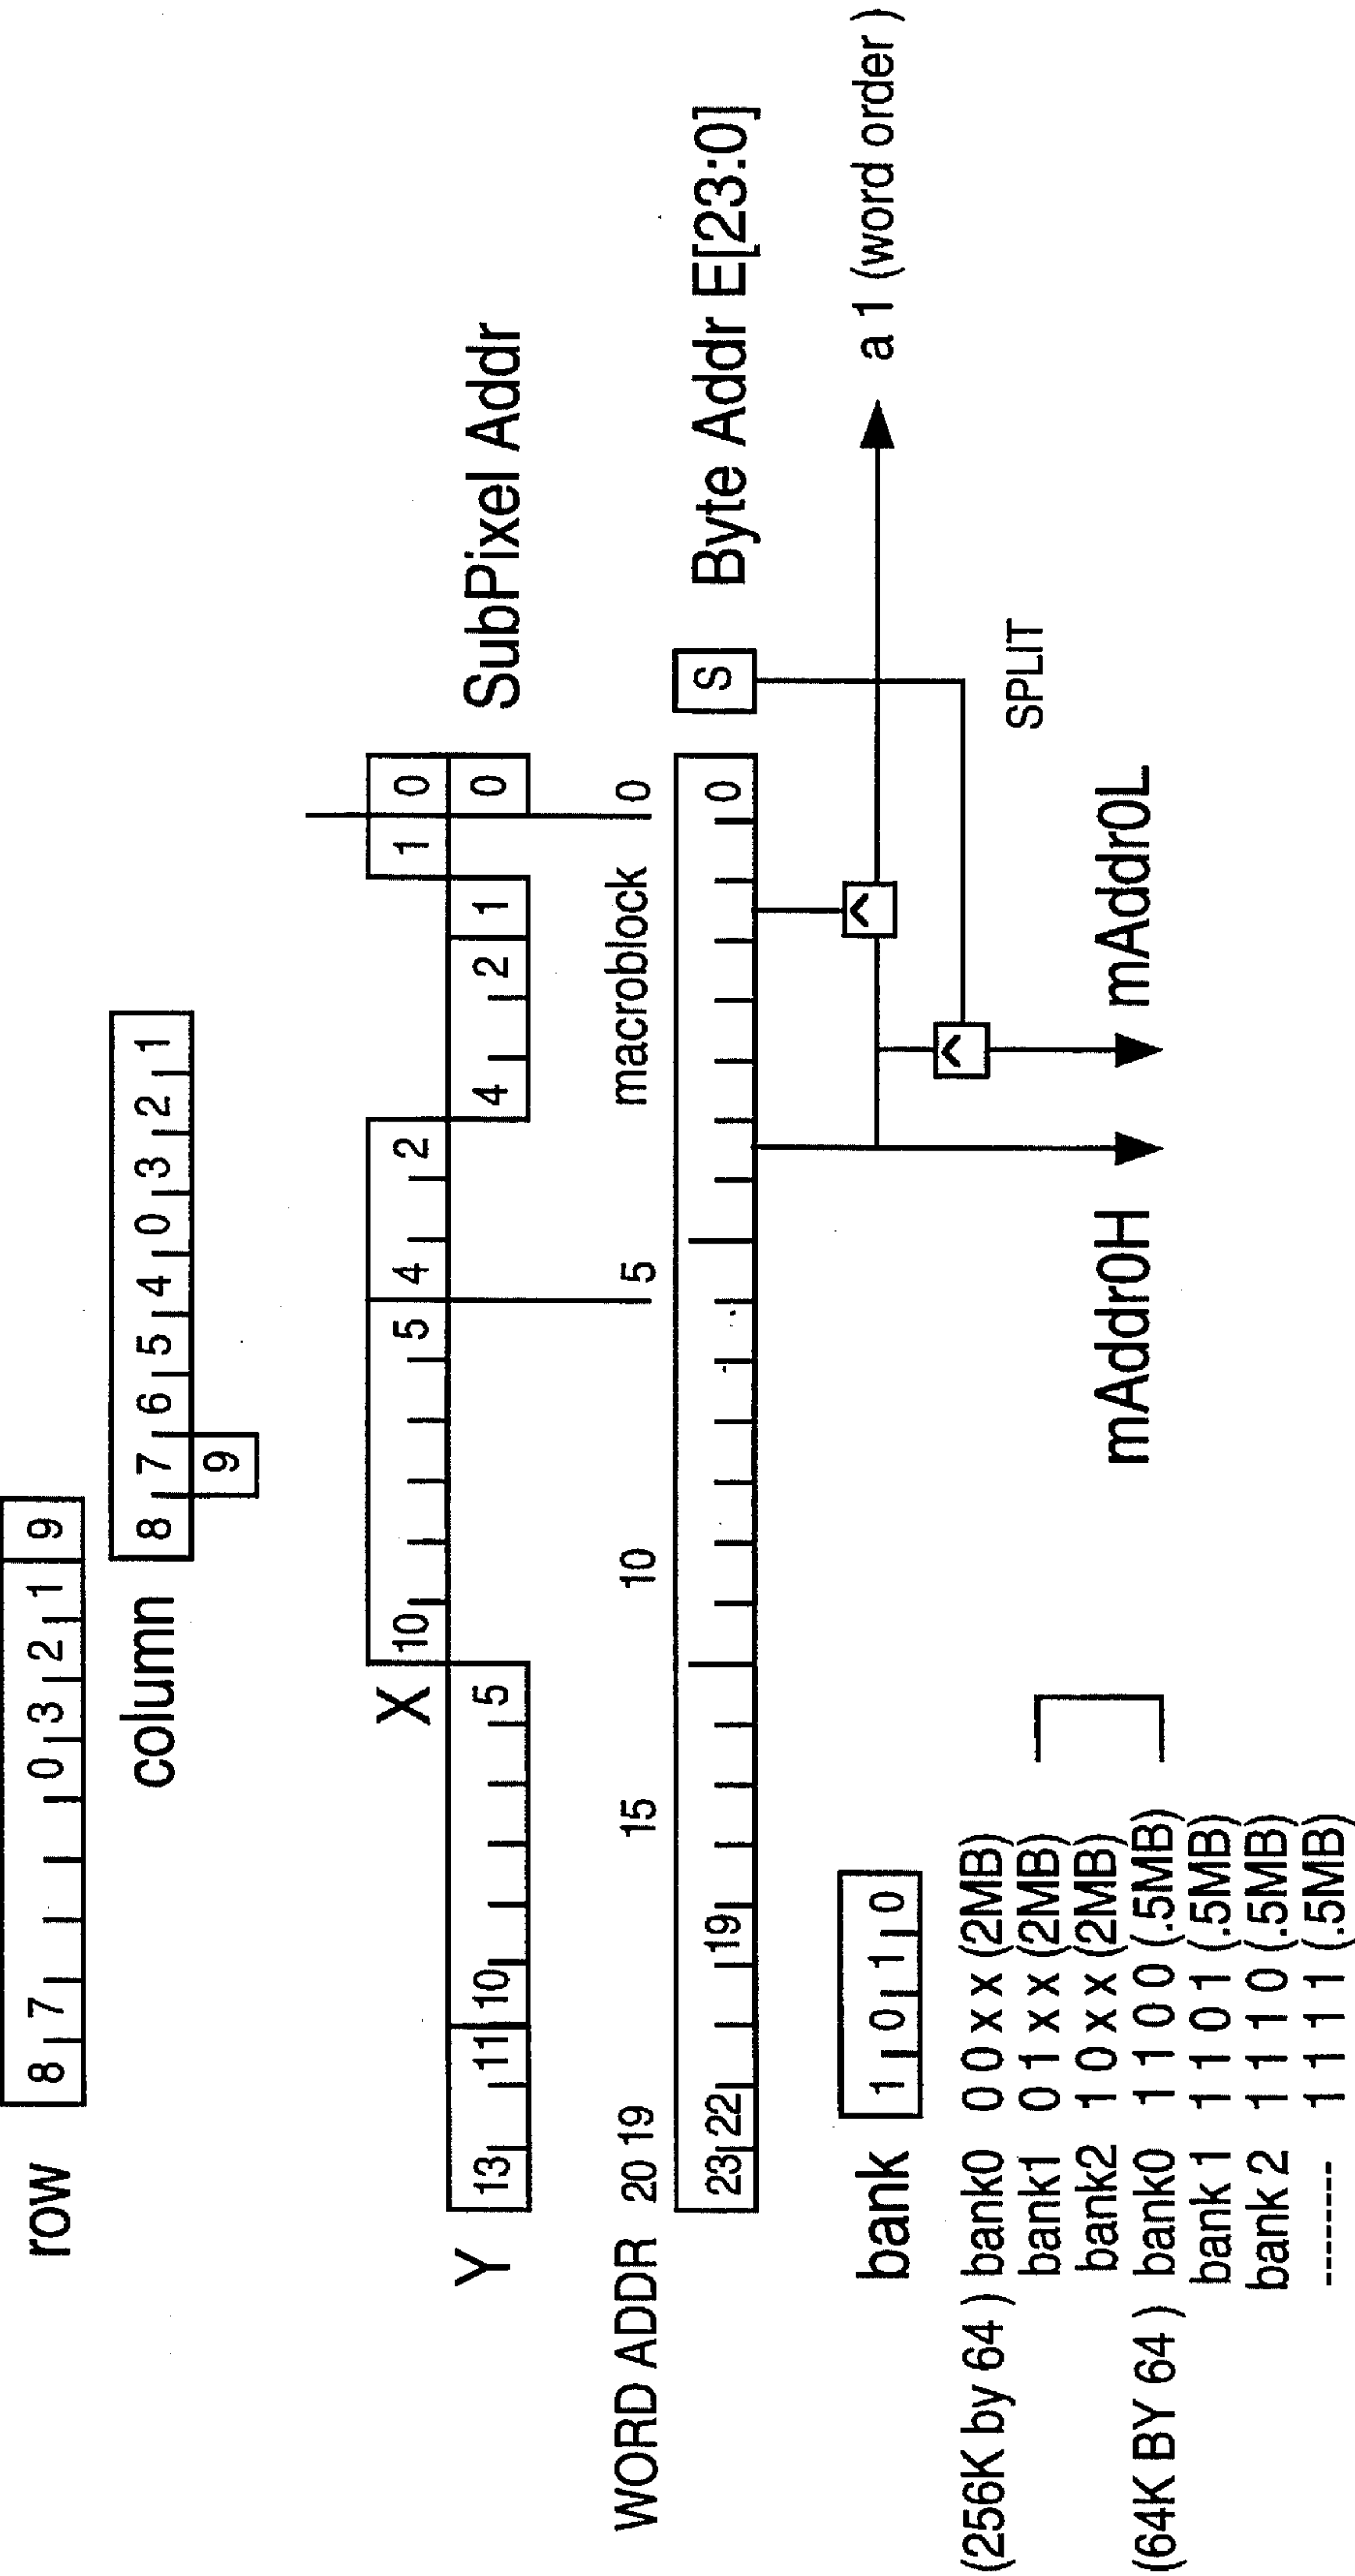 row 8 7 0 3 2 1 9
column 8 7 6 5 4 0 3 2 1
9
X 10 5 4 2 1 0
Y 13 11 10 5 4 2 1 0 SubPixel Addr
WORD ADDR 20 19 15 10 5 macroblock 0
23 22 19 0 S Byte Addr E[23:0]
bank 1 0 1 0
a 1 (word order )
(256K by 64 ) bank0 0 0 x x (2MB)
bank1 0 1 x x (2MB)
SPLIT
bank2 1 0 x x (2MB)
mAddr0H mAddr0L
(64K BY 64 ) bank0 1 1 0 0 (.5MB)
bank 1 1 1 0 1 (.5MB)
bank 2 1 1 1 0 (.5MB)
------- 1 1 1 1 (.5MB)